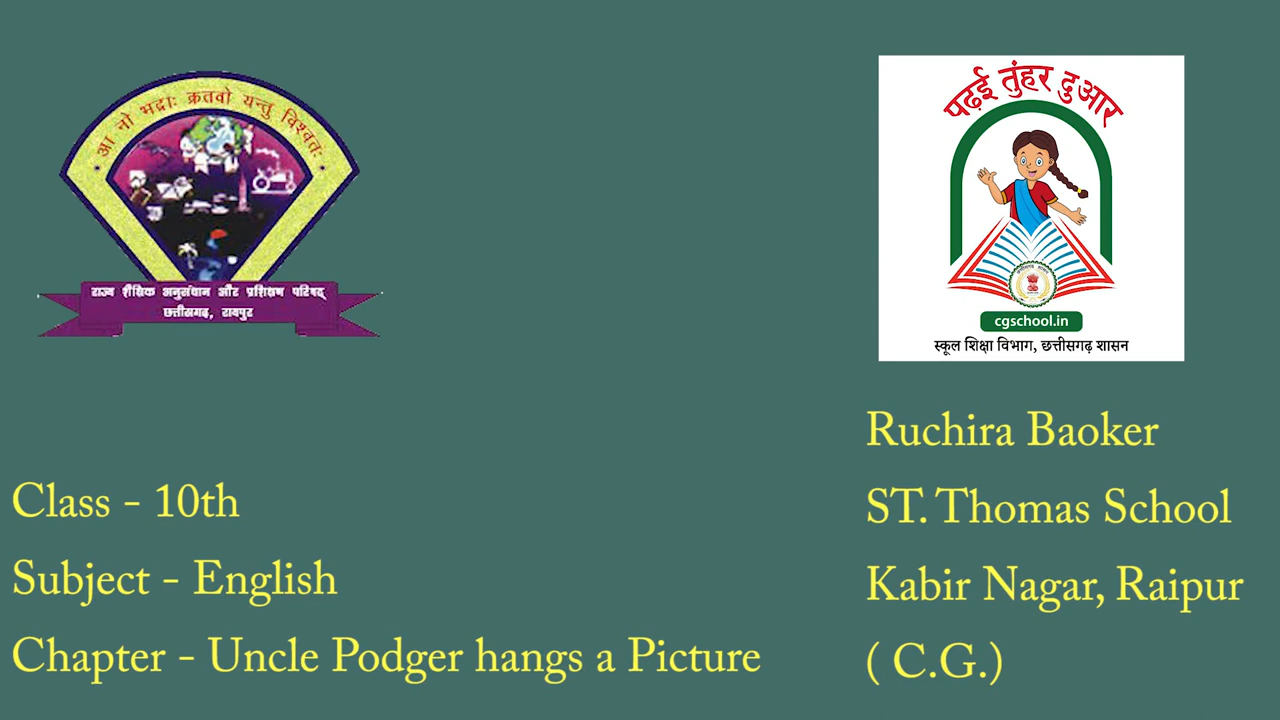 आ नो भद्राः क्रतवो यन्तु विश्वतः
राज्य शैक्षिक अनुसंधान और प्रशिक्षण परिषद्
छत्तीसगढ़, रायपुर
पढ़ई तुंहर दुआर
cgschool.in
स्कूल शिक्षा विभाग, छत्तीसगढ़ शासन
Class - 10th
Subject - English
Chapter - Uncle Podger hangs a Picture
Ruchira Baoker
ST. Thomas School
Kabir Nagar, Raipur
( C.G.)